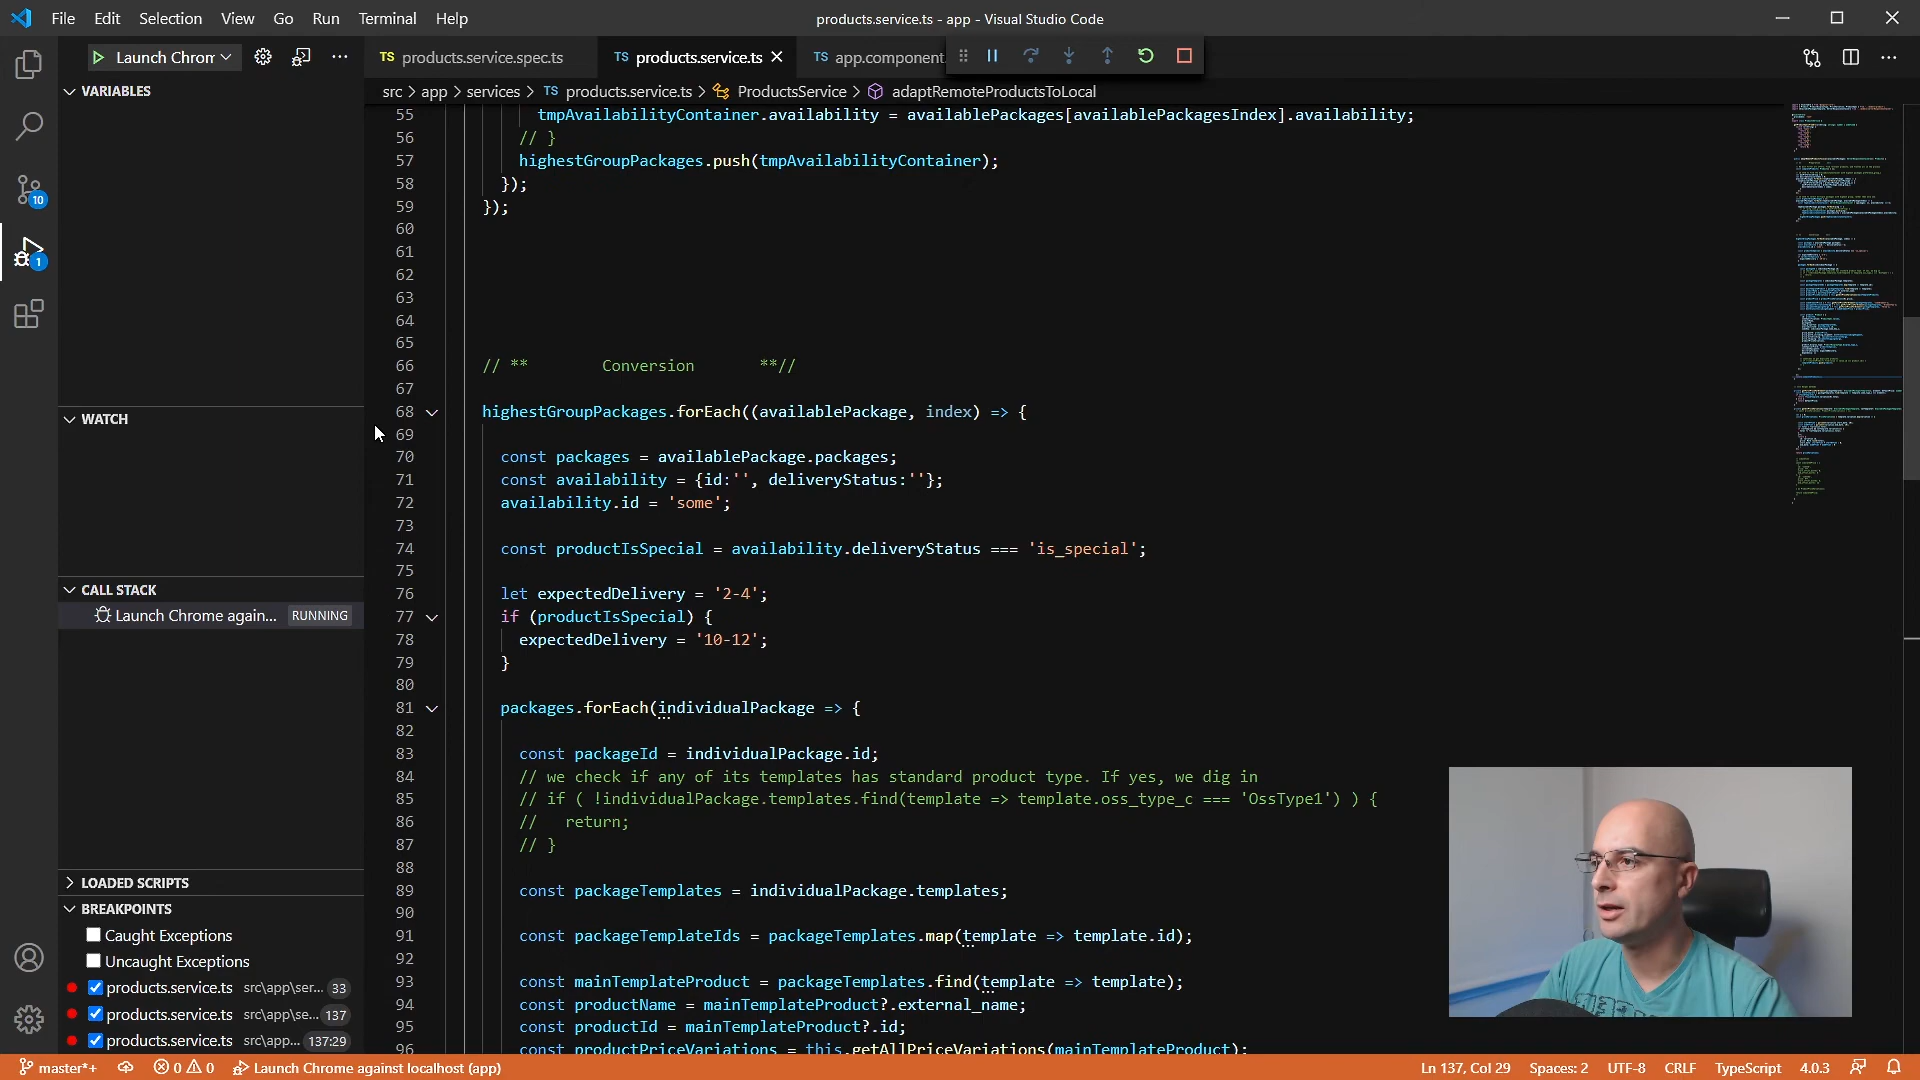 File Edit Selection View Go Run Terminal Help
products.service.ts - app - Visual Studio Code
Launch Chrom
TS products.service.spec.ts
TS products.service.ts
TS app.component.
src > app > services > TS products.service.ts > ProductsService > adaptRemoteProductsToLocal
VARIABLES
WATCH
CALL STACK
Launch Chrome again... RUNNING
LOADED SCRIPTS
BREAKPOINTS
Caught Exceptions
Uncaught Exceptions
products.service.ts src\app\ser... 33
products.service.ts src\app\se... 137
products.service.ts src\app... 137:29
10
1
55 tmpAvailabilityContainer.availability = availablePackages[availablePackagesIndex].availability;
56 // }
57 highestGroupPackages.push(tmpAvailabilityContainer);
58 });
59 });
60
61
62
63
64
65
66 // ** Conversion **//
67
68 highestGroupPackages.forEach((availablePackage, index) => {
69
70 const packages = availablePackage.packages;
71 const availability = {id:'', deliveryStatus:''};
72 availability.id = 'some';
73
74 const productIsSpecial = availability.deliveryStatus === 'is_special';
75
76 let expectedDelivery = '2-4';
77 if (productIsSpecial) {
78 expectedDelivery = '10-12';
79 }
80
81 packages.forEach(individualPackage => {
82
83 const packageId = individualPackage.id;
84 // we check if any of its templates has standard product type. If yes, we dig in
85 // if ( !individualPackage.templates.find(template => template.oss_type_c === 'OssType1') ) {
86 // return;
87 // }
88
89 const packageTemplates = individualPackage.templates;
90
91 const packageTemplateIds = packageTemplates.map(template => template.id);
92
93 const mainTemplateProduct = packageTemplates.find(template => template);
94 const productName = mainTemplateProduct?.external_name;
95 const productId = mainTemplateProduct?.id;
96 const productPriceVariations = this.getAllPriceVariations(mainTemplateProduct);
master*+ 0 0 Launch Chrome against localhost (app)
Ln 137, Col 29 Spaces: 2 UTF-8 CRLF TypeScript 4.0.3